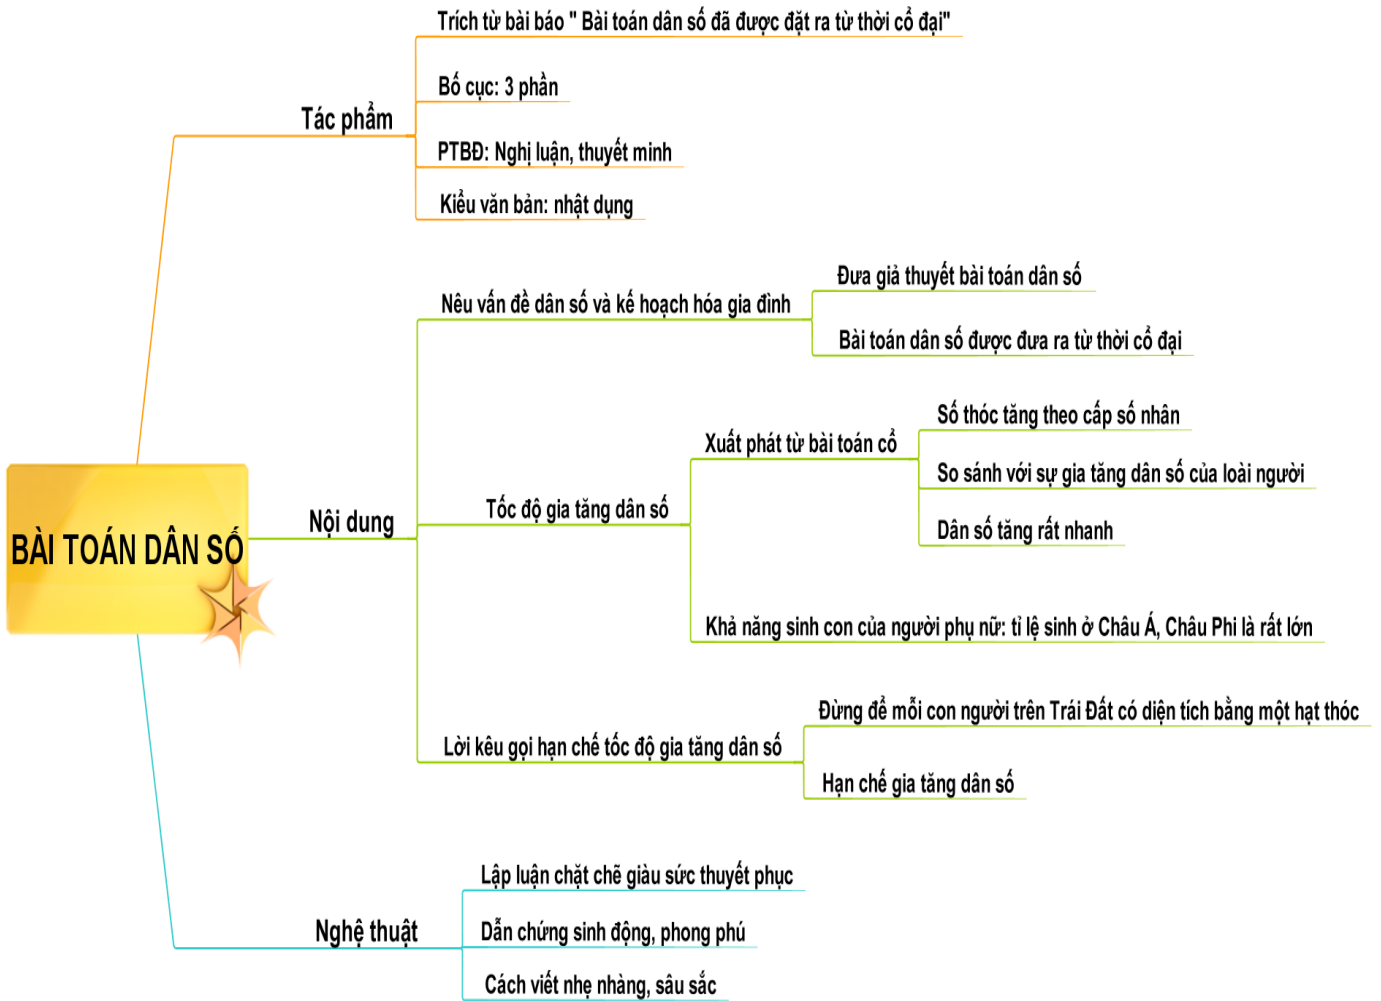 BÀI TOÁN DÂN SỐ
Tác phẩm
Trích từ bài báo " Bài toán dân số đã được đặt ra từ thời cổ đại"
Bố cục: 3 phần
PTBĐ: Nghị luận, thuyết minh
Kiểu văn bản: nhật dụng
Nội dung
Nêu vấn đề dân số và kế hoạch hóa gia đình
Đưa giả thuyết bài toán dân số
Bài toán dân số được đưa ra từ thời cổ đại
Tốc độ gia tăng dân số
Xuất phát từ bài toán cổ
Số thóc tăng theo cấp số nhân
So sánh với sự gia tăng dân số của loài người
Dân số tăng rất nhanh
Khả năng sinh con của người phụ nữ: tỉ lệ sinh ở Châu Á, Châu Phi là rất lớn
Lời kêu gọi hạn chế tốc độ gia tăng dân số
Đừng để mỗi con người trên Trái Đất có diện tích bằng một hạt thóc
Hạn chế gia tăng dân số
Nghệ thuật
Lập luận chặt chẽ giàu sức thuyết phục
Dẫn chứng sinh động, phong phú
Cách viết nhẹ nhàng, sâu sắc